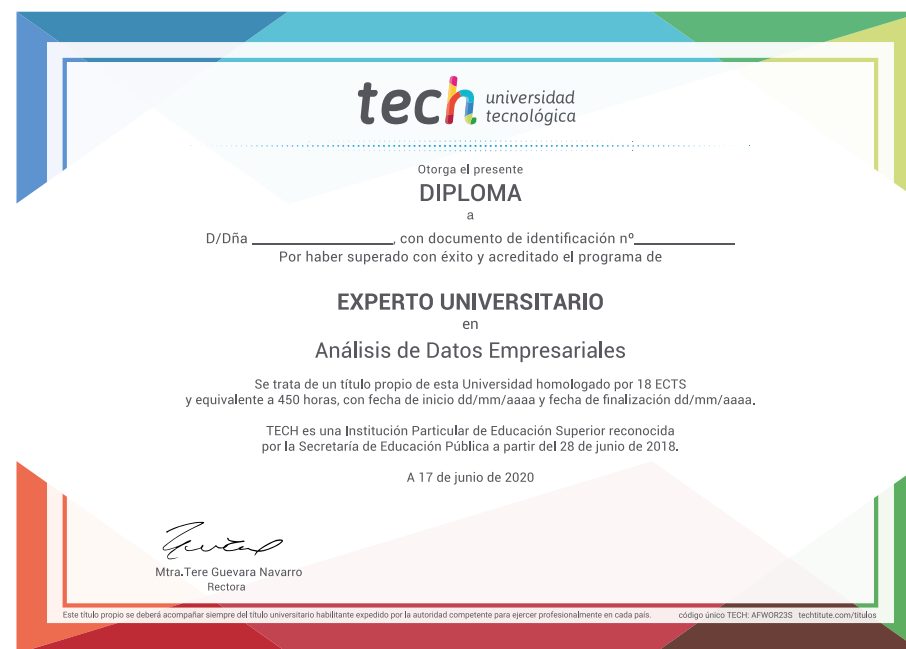 tech universidad
tecnológica
Otorga el presente
DIPLOMA
a
D/Dña ____________________, con documento de identificación nº______________
Por haber superado con éxito y acreditado el programa de
EXPERTO UNIVERSITARIO
en
Análisis de Datos Empresariales
Se trata de un título propio de esta Universidad homologado por 18 ECTS
y equivalente a 450 horas, con fecha de inicio dd/mm/aaaa y fecha de finalización dd/mm/aaaa.
TECH es una Institución Particular de Educación Superior reconocida
por la Secretaría de Educación Pública a partir del 28 de junio de 2018.
A 17 de junio de 2020
Mtra.Tere Guevara Navarro
Rectora
Este título propio se deberá acompañar siempre del título universitario habilitante expedido por la autoridad competente para ejercer profesionalmente en cada país. código único TECH: AFWOR23S techtitute.com/titulos